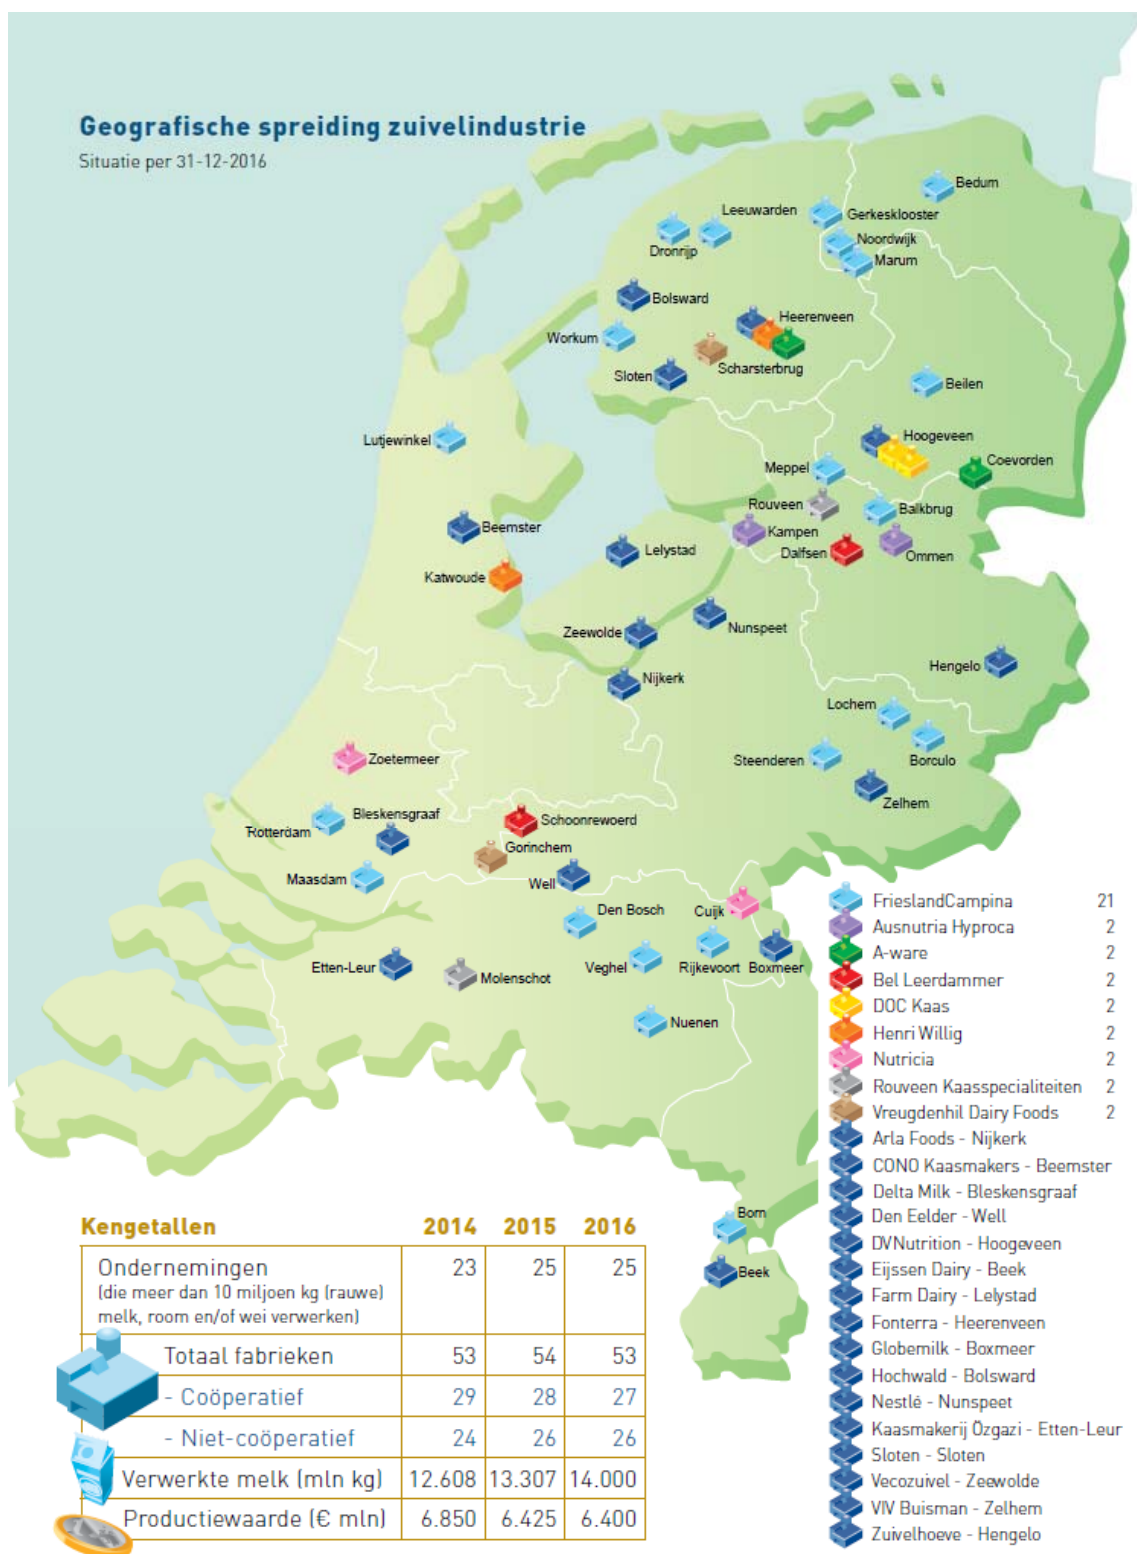 Geografische spreiding zuivelindustrie
Situatie per 31-12-2016
Bedum
Leeuwarden
Gerkesklooster
Dronrijp
Noordwijk
Marum
Bolsward
Heerenveen
Workum
Scharsterbrug
Sloten
Beilen
Lutjewinkel
Hoogeveen
Meppel
Coevorden
Rouveen
Balkbrug
Beemster
Kampen
Lelystad
Dalfsen
Ommen
Katwoude
Zeewolde
Nunspeet
Hengelo
Nijkerk
Lochem
Zoetermeer
Steenderen
Borculo
Zelhem
Bleskensgraaf
Rotterdam
Schoonrewoerd
Gorinchem
Maasdam
Well
Den Bosch
Cuijk
Etten-Leur
Molenschot
Veghel
Rijkevoort
Boxmeer
Nuenen
Born
Beek
FrieslandCampina 21
Ausnutria Hyproca 2
A-ware 2
Bel Leerdammer 2
DOC Kaas 2
Henri Willig 2
Nutricia 2
Rouveen Kaasspecialiteiten 2
Vreugdenhil Dairy Foods 2
Arla Foods - Nijkerk
CONO Kaasmakers - Beemster
Delta Milk - Bleskensgraaf
Den Eelder - Well
DVNutrition - Hoogeveen
Eijssen Dairy - Beek
Farm Dairy - Lelystad
Fonterra - Heerenveen
Globemilk - Boxmeer
Hochwald - Bolsward
Nestlé - Nunspeet
Kaasmakerij Özgazi - Etten-Leur
Sloten - Sloten
Vecozuivel - Zeewolde
VIV Buisman - Zelhem
Zuivelhoeve - Hengelo
Kengetallen 2014 2015 2016
Ondernemingen 23 25 25
(die meer dan 10 miljoen kg (rauwe)
melk, room en/of wei verwerken)
Totaal fabrieken 53 54 53
- Coöperatief 29 28 27
- Niet-coöperatief 24 26 26
Verwerkte melk (mln kg) 12.608 13.307 14.000
Productiewaarde (€ mln) 6.850 6.425 6.400